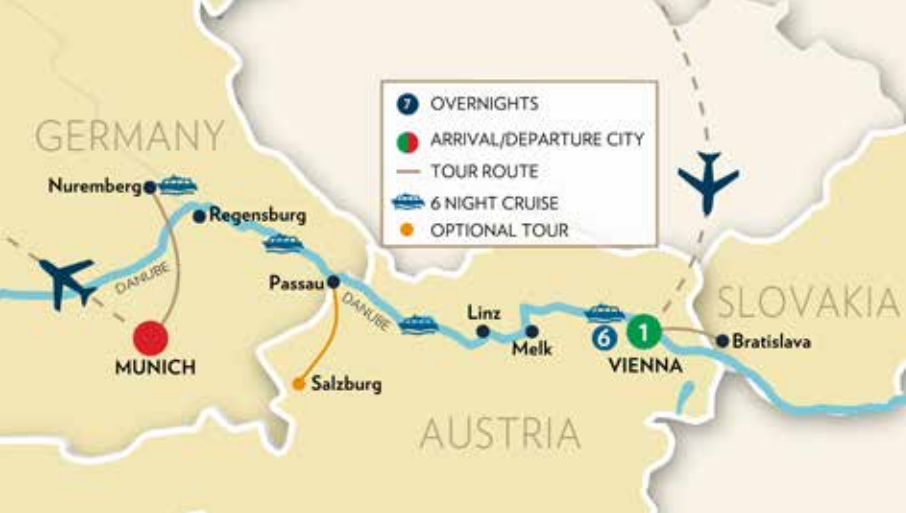 7 OVERNIGHTS
ARRIVAL/DEPARTURE CITY
TOUR ROUTE
6 NIGHT CRUISE
OPTIONAL TOUR
GERMANY
Nuremberg
Regensburg
DANUBE
Passau
DANUBE
MUNICH
Salzburg
Linz
Melk
6
1
VIENNA
SLOVAKIA
Bratislava
AUSTRIA